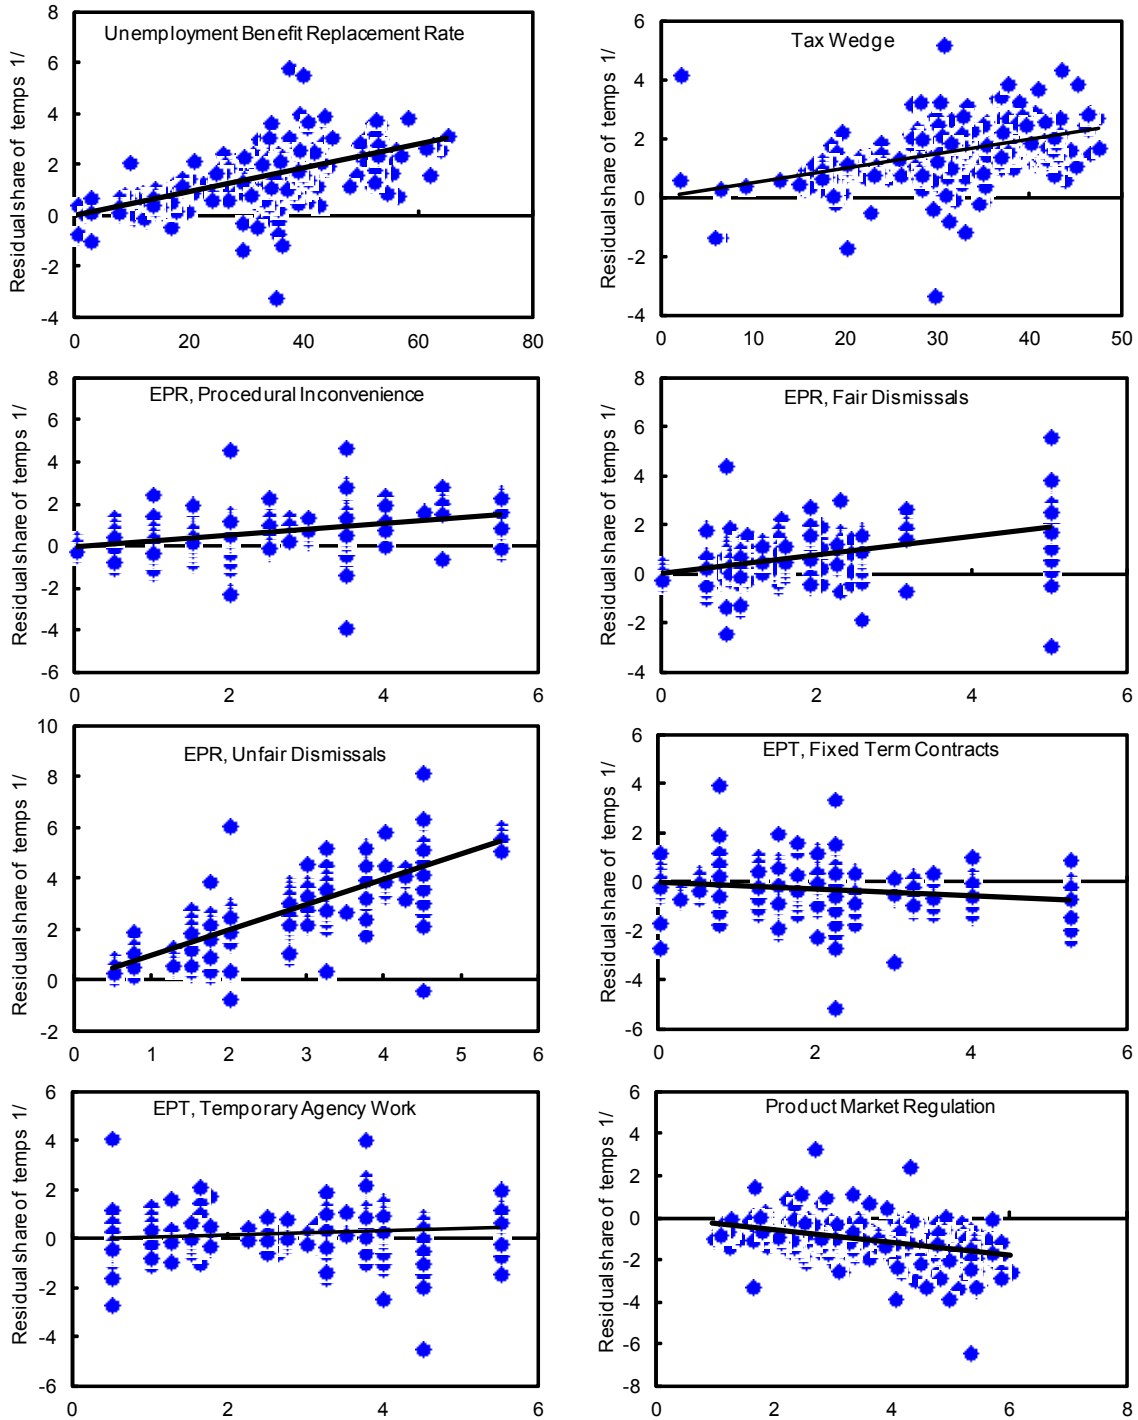 Unemployment Benefit Replacement Rate
Residual share of temps 1/
8
6
4
2
0
-2
-4
0 20 40 60 80
Tax Wedge
Residual share of temps 1/
6
4
2
0
-2
-4
0 10 20 30 40 50
EPR, Procedural Inconvenience
Residual share of temps 1/
8
6
4
2
0
-2
-4
-6
0 2 4 6
EPR, Fair Dismissals
Residual share of temps 1/
8
6
4
2
0
-2
-4
0 2 4 6
EPR, Unfair Dismissals
Residual share of temps 1/
10
8
6
4
2
0
-2
0 1 2 3 4 5 6
EPT, Fixed Term Contracts
Residual share of temps 1/
6
4
2
0
-2
-4
-6
0 2 4 6
EPT, Temporary Agency Work
Residual share of temps 1/
6
4
2
0
-2
-4
-6
0 2 4 6
Product Market Regulation
Residual share of temps 1/
6
4
2
0
-2
-4
-6
-8
0 2 4 6 8